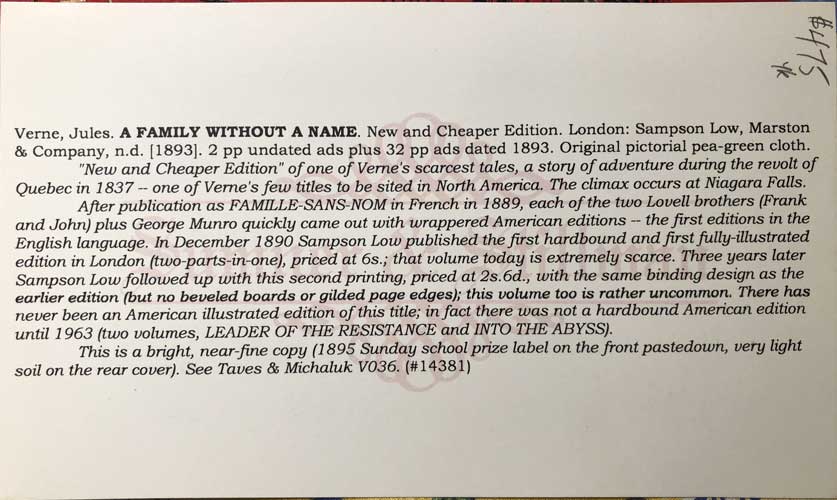 $475
Verne, Jules. A FAMILY WITHOUT A NAME. New and Cheaper Edition. London: Sampson Low, Marston
& Company, n.d. [1893]. 2 pp undated ads plus 32 pp ads dated 1893. Original pictorial pea-green cloth.
"New and Cheaper Edition" of one of Verne's scarcest tales, a story of adventure during the revolt of
Quebec in 1837 -- one of Verne's few titles to be sited in North America. The climax occurs at Niagara Falls.
After publication as FAMILLE-SANS-NOM in French in 1889, each of the two Lovell brothers (Frank
and John) plus George Munro quickly came out with wrappered American editions -- the first editions in the
English language. In December 1890 Sampson Low published the first hardbound and first fully-illustrated
edition in London (two-parts-in-one), priced at 6s.; that volume today is extremely scarce. Three years later
Sampson Low followed up with this second printing, priced at 2s.6d., with the same binding design as the
earlier edition (but no beveled boards or gilded page edges); this volume too is rather uncommon. There has
never been an American illustrated edition of this title; in fact there was not a hardbound American edition
until 1963 (two volumes, LEADER OF THE RESISTANCE and INTO THE ABYSS).
This is a bright, near-fine copy (1895 Sunday school prize label on the front pastedown, very light
soil on the rear cover). See Taves & Michaluk V036. (#14381)